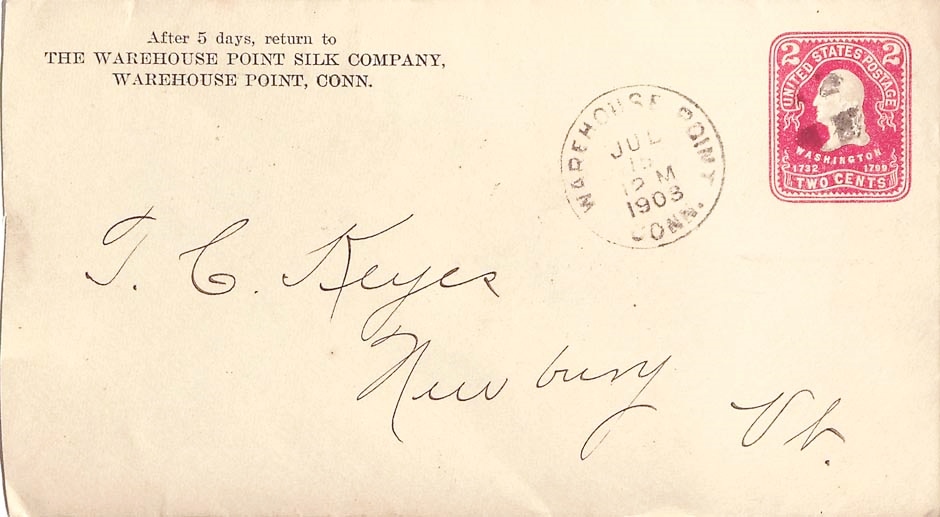 After 5 days, return to
THE WAREHOUSE POINT SILK COMPANY,
WAREHOUSE POINT, CONN.
WAREHOUSE POINT
JUL
15
12 M
1903
CONN.
2 2
UNITED STATES POSTAGE
WASHINGTON
1732 1799
TWO CENTS
T. C. Keyes
Newbury
Vt.